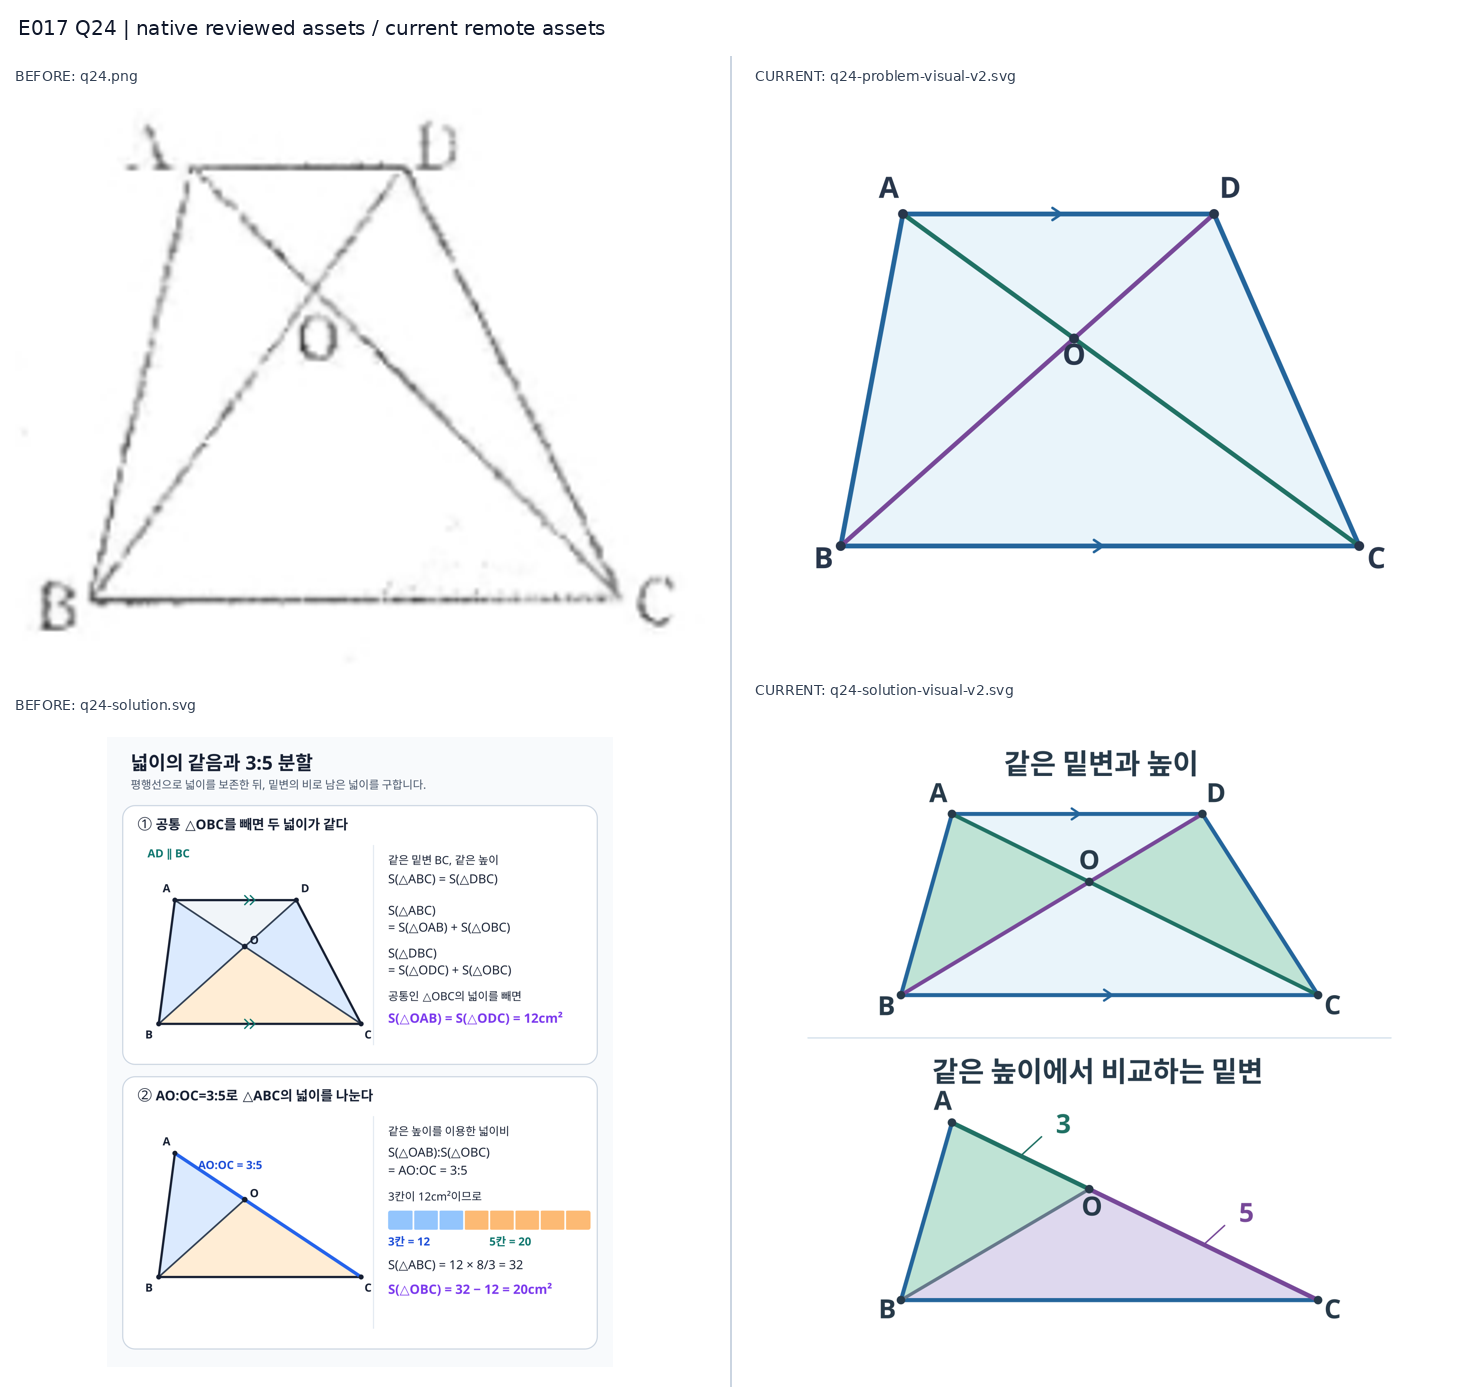 E017 Q24 | native reviewed assets / current remote assets
BEFORE: q24.png
A D
O
B C
CURRENT: q24-problem-visual-v2.svg
A D
O
B C
BEFORE: q24-solution.svg
넓이의 같음과 3:5 분할
평행선으로 넓이를 보존한 뒤, 밑변의 비로 남은 넓이를 구합니다.
① 공통 △OBC를 빼면 두 넓이가 같다
AD ∥ BC
A D
O
B C
같은 밑변 BC, 같은 높이
S(△ABC) = S(△DBC)
S(△ABC)
= S(△OAB) + S(△OBC)
S(△DBC)
= S(△ODC) + S(△OBC)
공통인 △OBC의 넓이를 빼면
S(△OAB) = S(△ODC) = 12cm²
② AO:OC=3:5로 △ABC의 넓이를 나눈다
A
AO:OC = 3:5
O
B C
같은 높이를 이용한 넓이비
S(△OAB):S(△OBC)
= AO:OC = 3:5
3칸이 12cm²이므로
3칸 = 12 5칸 = 20
S(△ABC) = 12 × 8/3 = 32
S(△OBC) = 32 − 12 = 20cm²
CURRENT: q24-solution-visual-v2.svg
같은 밑변과 높이
A D
O
B C
같은 높이에서 비교하는 밑변
A
3
O
5
B C